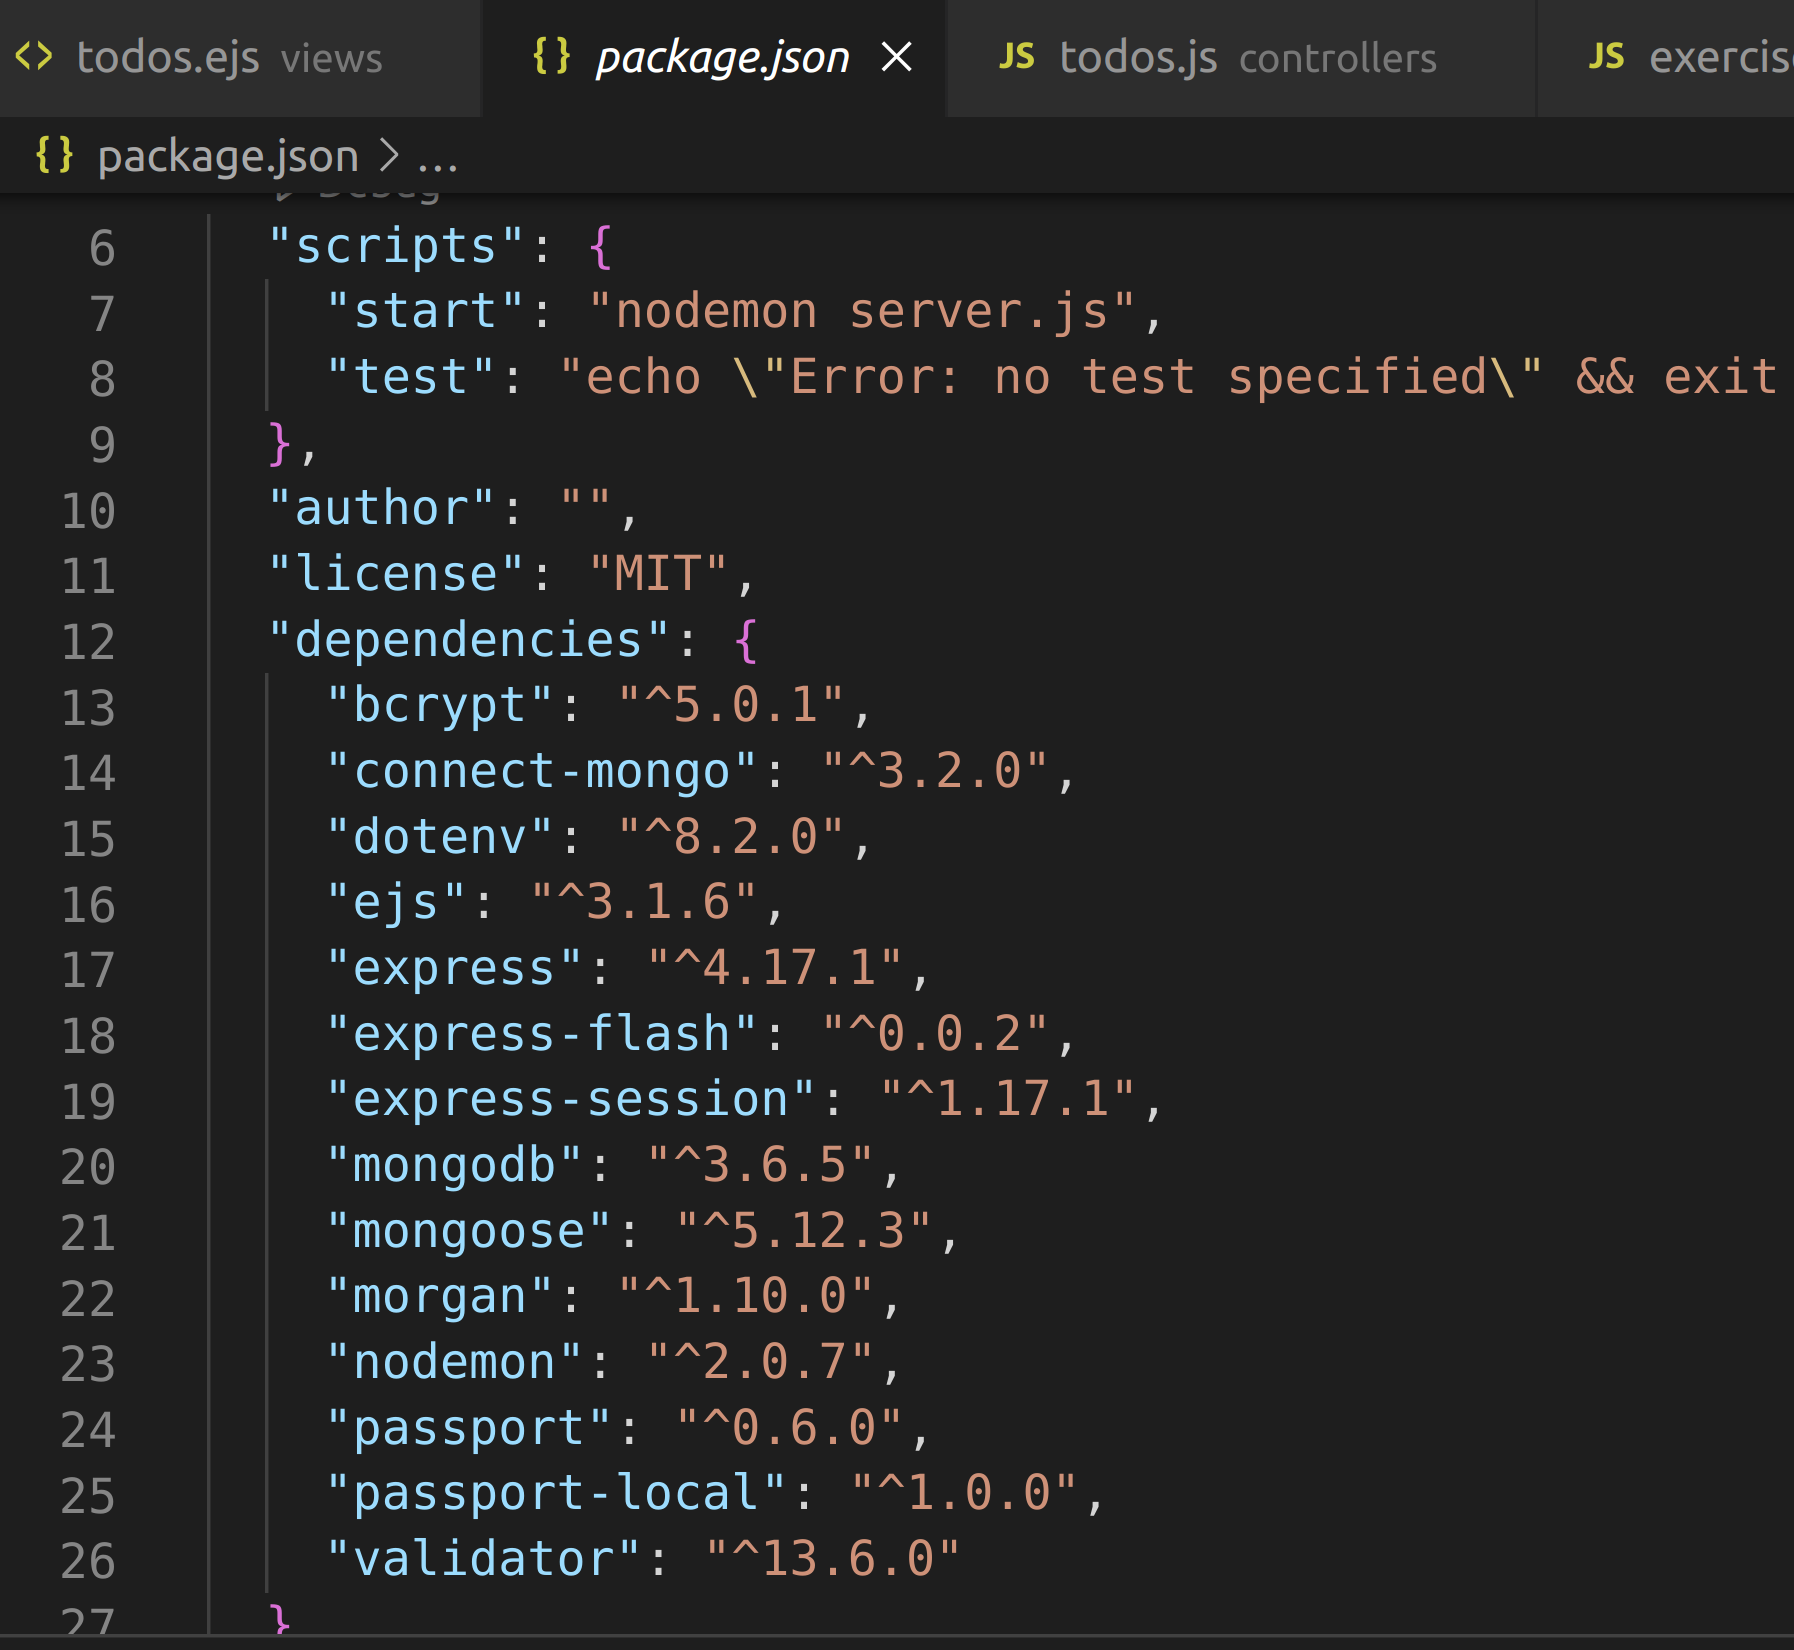 <> todos.ejs views {} package.json × JS todos.js controllers JS
{} package.json > ...
Debug
6 "scripts": {
7 "start": "nodemon server.js",
8 "test": "echo \"Error: no test specified\" && exit
9 },
10 "author": "",
11 "license": "MIT",
12 "dependencies": {
13 "bcrypt": "^5.0.1",
14 "connect-mongo": "^3.2.0",
15 "dotenv": "^8.2.0",
16 "ejs": "^3.1.6",
17 "express": "^4.17.1",
18 "express-flash": "^0.0.2",
19 "express-session": "^1.17.1",
20 "mongodb": "^3.6.5",
21 "mongoose": "^5.12.3",
22 "morgan": "^1.10.0",
23 "nodemon": "^2.0.7",
24 "passport": "^0.6.0",
25 "passport-local": "^1.0.0",
26 "validator": "^13.6.0"
27 }